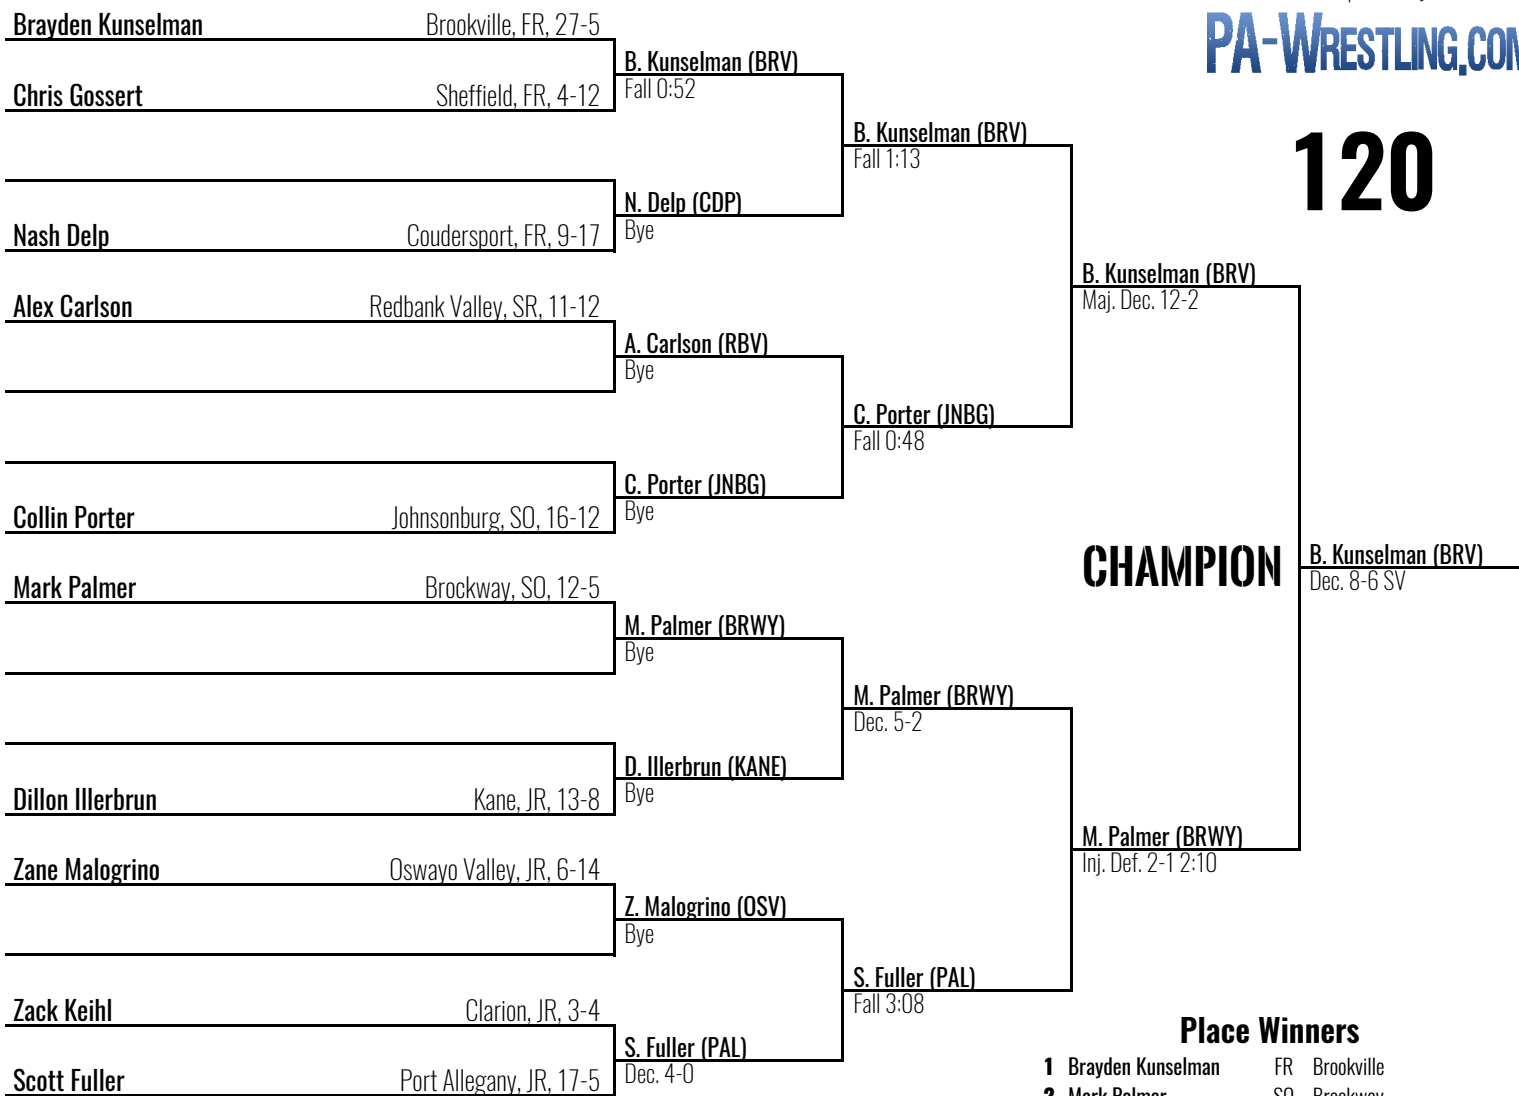 Brayden Kunselman Brookville, FR, 27-5
B. Kunselman (BRV)
Fall 0:52
Chris Gossert Sheffield, FR, 4-12
B. Kunselman (BRV)
Fall 1:13
N. Delp (CDP)
Bye
Nash Delp Coudersport, FR, 9-17
B. Kunselman (BRV)
Maj. Dec. 12-2
Alex Carlson Redbank Valley, SR, 11-12
A. Carlson (RBV)
Bye
C. Porter (JNBG)
Fall 0:48
C. Porter (JNBG)
Bye
Collin Porter Johnsonburg, SO, 16-12
CHAMPION
B. Kunselman (BRV)
Dec. 8-6 SV
Mark Palmer Brockway, SO, 12-5
M. Palmer (BRWY)
Bye
M. Palmer (BRWY)
Dec. 5-2
D. Illerbrun (KANE)
Bye
Dillon Illerbrun Kane, JR, 13-8
M. Palmer (BRWY)
Inj. Def. 2-1 2:10
Zane Malogrino Oswayo Valley, JR, 6-14
Z. Malogrino (OSV)
Bye
S. Fuller (PAL)
Fall 3:08
Zack Keihl Clarion, JR, 3-4
S. Fuller (PAL)
Dec. 4-0
Scott Fuller Port Allegany, JR, 17-5
PA-WRESTLING.COM
120
Place Winners
1 Brayden Kunselman FR Brookville
2 Mark Palmer SO Brockway